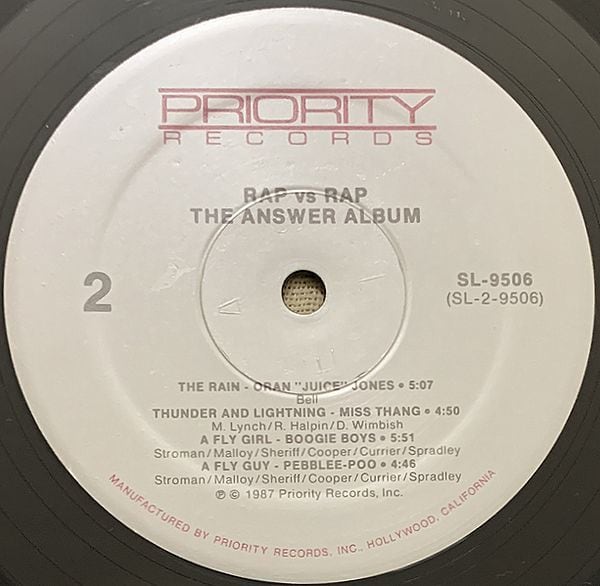 PRIORITY
RECORDS
RAP vs RAP
THE ANSWER ALBUM
2
SL-9506
(SL-2-9506)
THE RAIN - ORAN "JUICE" JONES • 5:07
Bell
THUNDER AND LIGHTNING - MISS THANG • 4:50
M. Lynch/R. Halpin/D. Wimbish
A FLY GIRL - BOOGIE BOYS • 5:51
Stroman/Malloy/Sheriff/Cooper/Currier/Spradley
A FLY GUY - PEBBLEE-POO • 4:46
Stroman/Malloy/Sheriff/Cooper/Currier/Spradley
℗ © 1987 Priority Records, Inc.
MANUFACTURED BY PRIORITY RECORDS, INC., HOLLYWOOD, CALIFORNIA